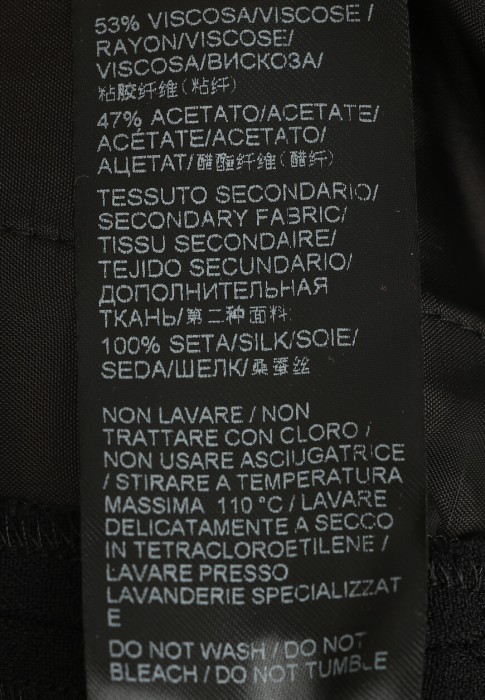 53% VISCOSA/VISCOSE/
RAYON/VISCOSE/
VISCOSA/ВИСКОЗА/
粘胶纤维(粘纤)
47% ACETATO/ACETATE/
ACÉTATE/ACETATO/
АЦЕТАТ/醋酯纤维(醋纤)
TESSUTO SECONDARIO/
SECONDARY FABRIC/
TISSU SECONDAIRE/
TEJIDO SECUNDARIO/
ДОПОЛНИТЕЛЬНАЯ
ТКАНЬ/第二种面料:
100% SETA/SILK/SOIE/
SEDA/ШЕЛК/桑蚕丝
NON LAVARE / NON
TRATTARE CON CLORO /
NON USARE ASCIUGATRICE
/ STIRARE A TEMPERATURA
MASSIMA 110 °C / LAVARE
DELICATAMENTE A SECCO
IN TETRACLOROETILENE /
LAVARE PRESSO
LAVANDERIE SPECIALIZZAT
E
DO NOT WASH / DO NOT
BLEACH / DO NOT TUMBLE